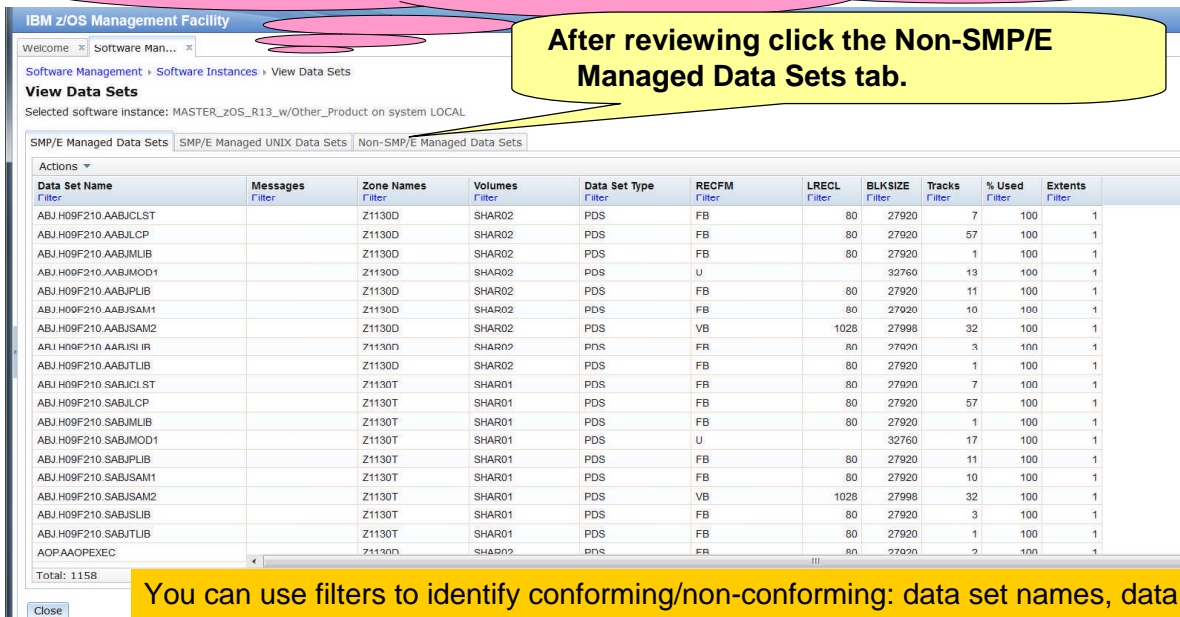 IBM z/OS Management Facility
Welcome × Software Man... ×
After reviewing click the Non-SMP/E
Managed Data Sets tab.
Software Management › Software Instances › View Data Sets
View Data Sets
Selected software instance: MASTER_zOS_R13_w/Other_Product on system LOCAL
SMP/E Managed Data Sets SMP/E Managed UNIX Data Sets Non-SMP/E Managed Data Sets
Actions
Data Set Name Messages Zone Names Volumes Data Set Type RECFM LRECL BLKSIZE Tracks % Used Extents
Filter Filter Filter Filter Filter Filter Filter Filter Filter Filter Filter
ABJ.H09F210.AABJCLST Z1130D SHAR02 PDS FB 80 27920 7 100 1
ABJ.H09F210.AABJLCP Z1130D SHAR02 PDS FB 80 27920 57 100 1
ABJ.H09F210.AABJMLIB Z1130D SHAR02 PDS FB 80 27920 1 100 1
ABJ.H09F210.AABJMOD1 Z1130D SHAR02 PDS U 32760 13 100 1
ABJ.H09F210.AABJPLIB Z1130D SHAR02 PDS FB 80 27920 11 100 1
ABJ.H09F210.AABJSAM1 Z1130D SHAR02 PDS FB 80 27920 10 100 1
ABJ.H09F210.AABJSAM2 Z1130D SHAR02 PDS VB 1028 27998 32 100 1
ABJ.H09F210.AABJSLIB Z1130D SHAR02 PDS FB 80 27920 3 100 1
ABJ.H09F210.AABJTLIB Z1130D SHAR02 PDS FB 80 27920 1 100 1
ABJ.H09F210.SABJCLST Z1130T SHAR01 PDS FB 80 27920 7 100 1
ABJ.H09F210.SABJLCP Z1130T SHAR01 PDS FB 80 27920 57 100 1
ABJ.H09F210.SABJMLIB Z1130T SHAR01 PDS FB 80 27920 1 100 1
ABJ.H09F210.SABJMOD1 Z1130T SHAR01 PDS U 32760 17 100 1
ABJ.H09F210.SABJPLIB Z1130T SHAR01 PDS FB 80 27920 11 100 1
ABJ.H09F210.SABJSAM1 Z1130T SHAR01 PDS FB 80 27920 10 100 1
ABJ.H09F210.SABJSAM2 Z1130T SHAR01 PDS VB 1028 27998 32 100 1
ABJ.H09F210.SABJSLIB Z1130T SHAR01 PDS FB 80 27920 3 100 1
ABJ.H09F210.SABJTLIB Z1130T SHAR01 PDS FB 80 27920 1 100 1
AOP.AAOPEXEC Z1130D SHAR02 PDS FB 80 27920 2 100 1
Total: 1158
You can use filters to identify conforming/non-conforming: data set names, data
Close